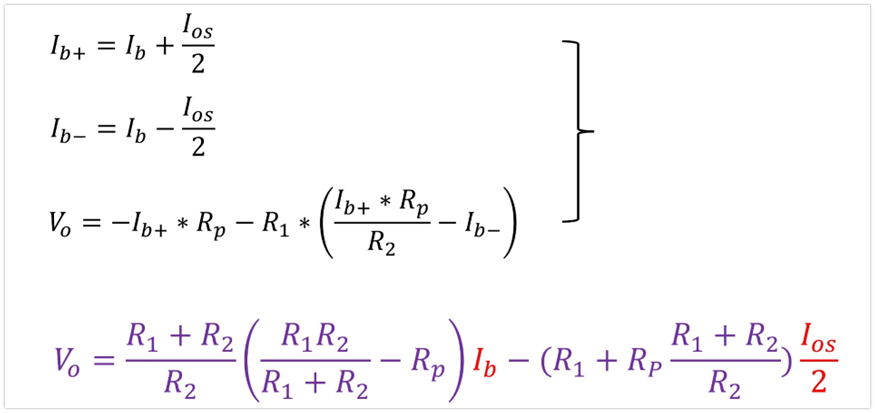 I_{b+} = I_b + \frac{I_{os}}{2}
I_{b-} = I_b - \frac{I_{os}}{2}
V_o = -I_{b+} * R_p - R_1 * \left( \frac{I_{b+} * R_p}{R_2} - I_{b-} \right)
V_o = \frac{R_1 + R_2}{R_2} \left( \frac{R_1 R_2}{R_1 + R_2} - R_p \right) I_b - (R_1 + R_P \frac{R_1 + R_2}{R_2}) \frac{I_{os}}{2}